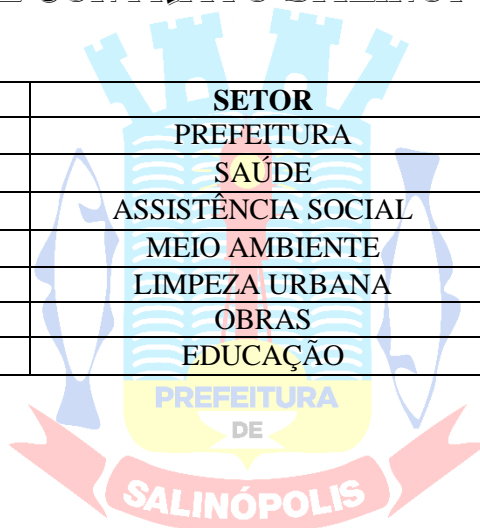 SETOR
PREFEITURA
SAÚDE
ASSISTÊNCIA SOCIAL
MEIO AMBIENTE
LIMPEZA URBANA
OBRAS
EDUCAÇÃO
PREFEITURA
DE
SALINÓPOLIS